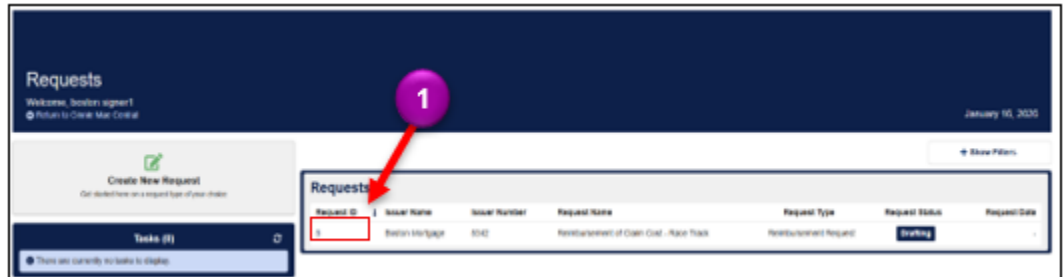 Requests
Welcome, boston signer1
Return to Ginnie Mae Central
January 16, 2026
1
+ Show Filters
Create New Request
Get started here on a request type of your choice
Requests
Request ID Issuer Name Issuer Number Request Name Request Type Request Status Request Date
Boston Mortgage Reimbursement of Claim Cost - Race Track Reimbursement Request Drafting -
Tasks (0)
There are currently no tasks to display.